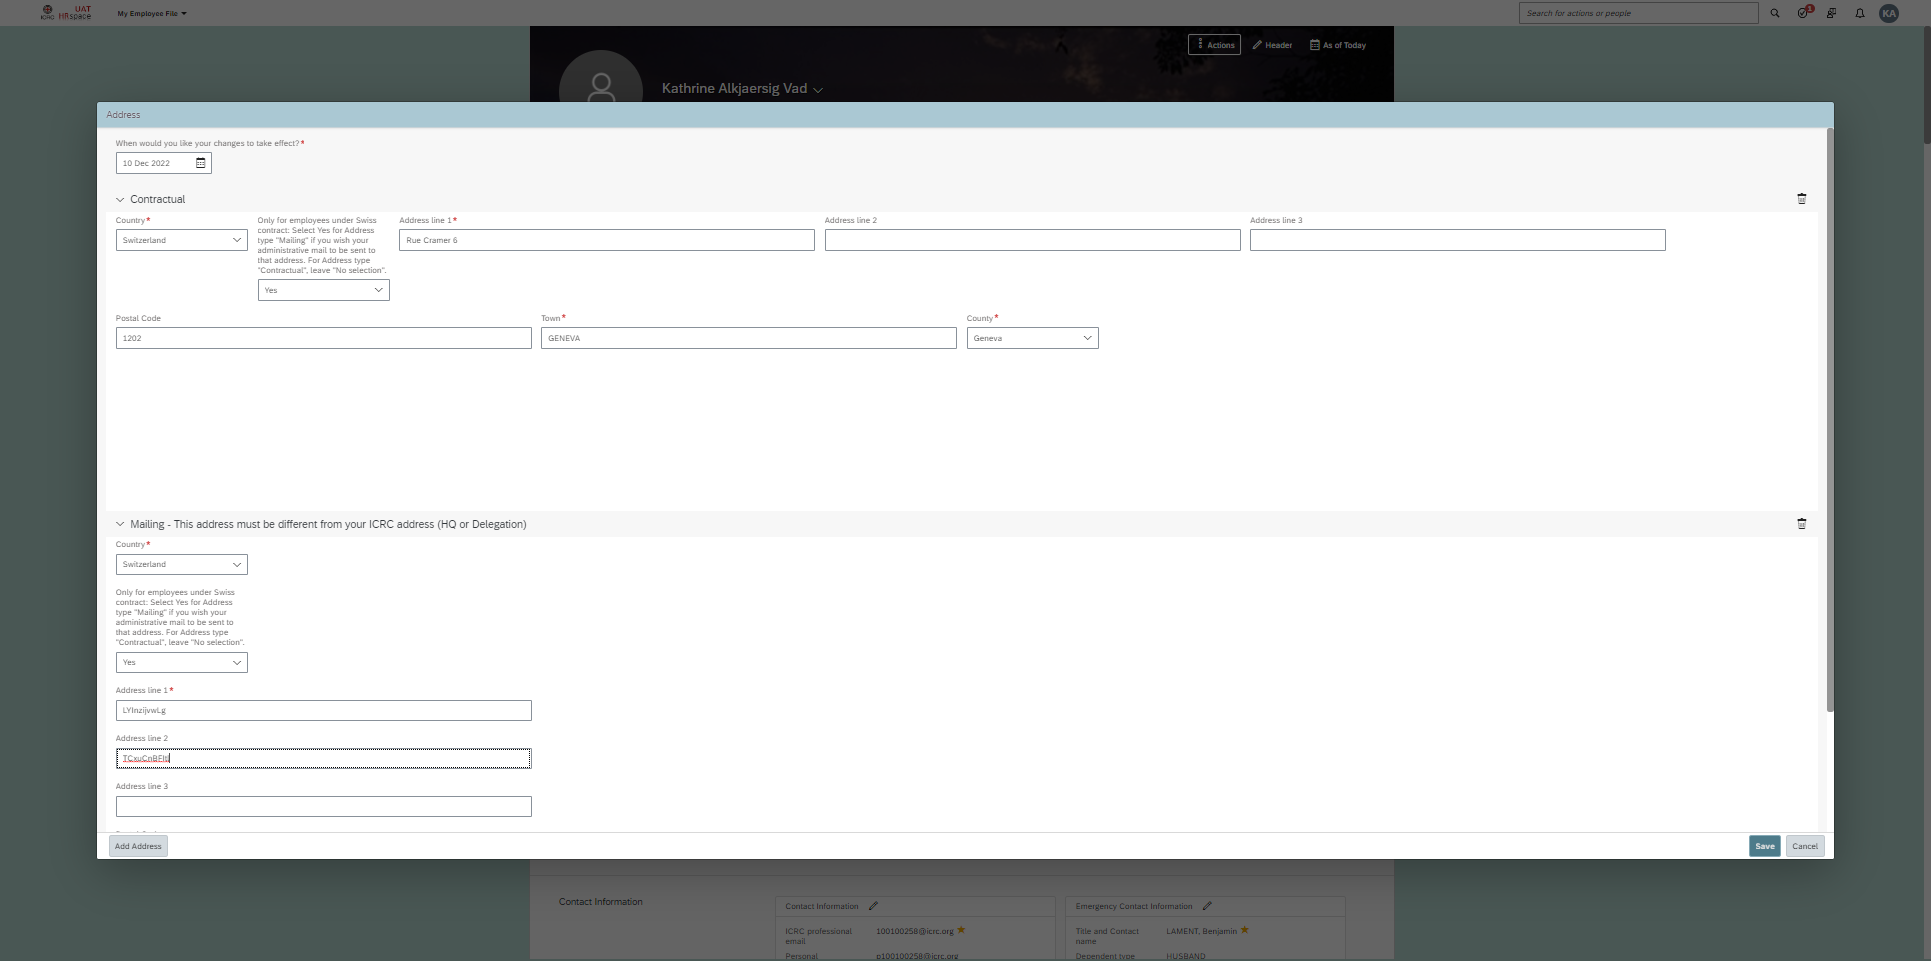 ICRC
UAT
HRspace
My Employee File
Search for actions or people
1
KA
Actions
Header
As of Today
Kathrine Alkjaersig Vad
Address
When would you like your changes to take effect?*
10 Dec 2022
Contractual
Country*
Switzerland
Only for employees under Swiss
contract: Select Yes for Address
type "Mailing" if you wish your
administrative mail to be sent to
that address. For Address type
"Contractual", leave "No selection".
Yes
Address line 1*
Rue Cramer 6
Address line 2
Address line 3
Postal Code
1202
Town*
GENEVA
County*
Geneva
Mailing - This address must be different from your ICRC address (HQ or Delegation)
Country*
Switzerland
Only for employees under Swiss
contract: Select Yes for Address
type "Mailing" if you wish your
administrative mail to be sent to
that address. For Address type
"Contractual", leave "No selection".
Yes
Address line 1*
Address line 2
Address line 3
Add Address
Save
Cancel
Contact Information
Contact Information
ICRC professional
email
100100258@icrc.org
Personal
p100100258@icrc.org
Emergency Contact Information
Title and Contact
name
LAMENT, Benjamin
Dependent type
HUSBAND